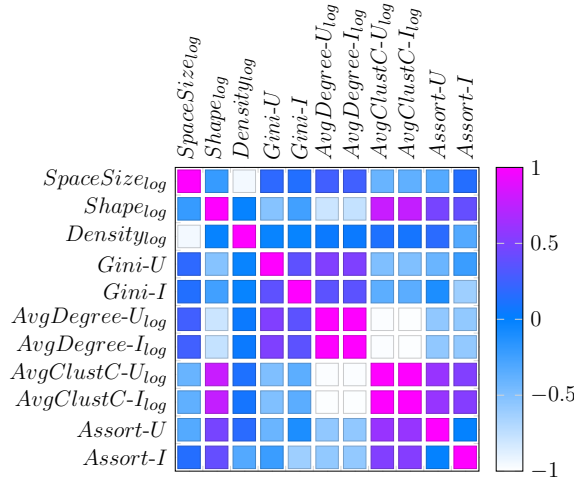 SpaceSize_log
Shape_log
Density_log
Gini-U
Gini-I
AvgDegree-U_log
AvgDegree-I_log
AvgClustC-U_log
AvgClustC-I_log
Assort-U
Assort-I
SpaceSize_log
Shape_log
Density_log
Gini-U
Gini-I
AvgDegree-U_log
AvgDegree-I_log
AvgClustC-U_log
AvgClustC-I_log
Assort-U
Assort-I
1
0.5
0
−0.5
−1